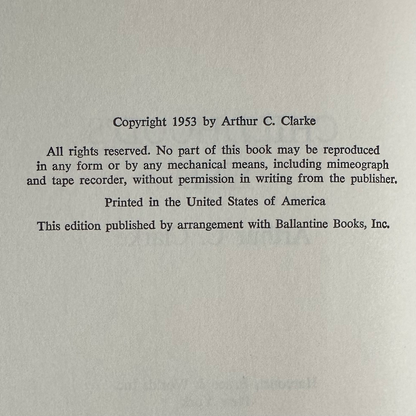 Copyright 1953 by Arthur C. Clarke
All rights reserved. No part of this book may be reproduced
in any form or by any mechanical means, including mimeograph
and tape recorder, without permission in writing from the publisher.
Printed in the United States of America
This edition published by arrangement with Ballantine Books, Inc.